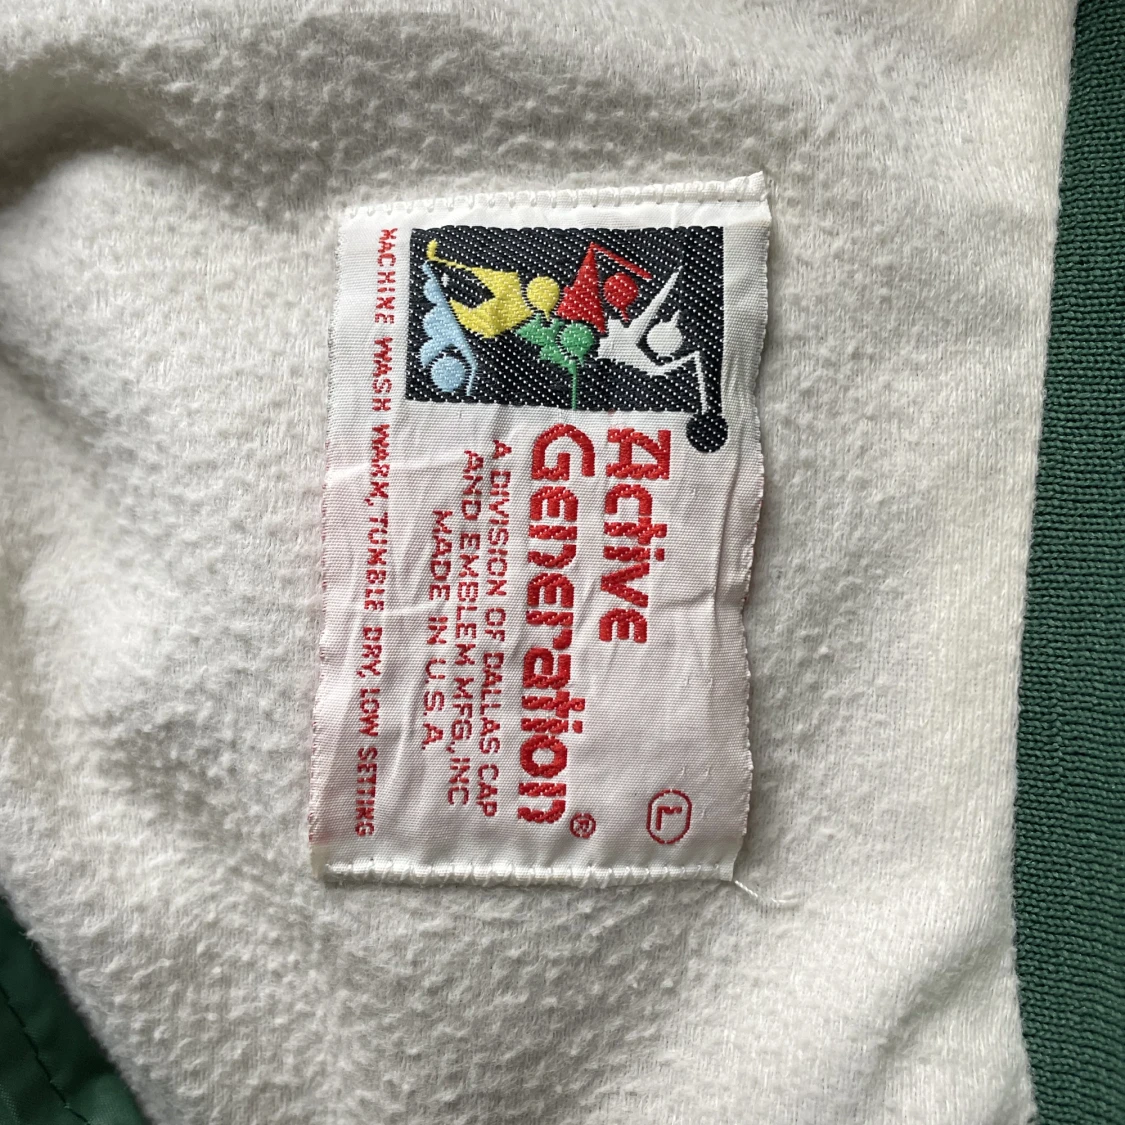 Active
Generation®
A DIVISION OF DALLAS CAP
AND EMBLEM MFG., INC
MADE IN U.S.A.
MACHINE WASH WARM, TUMBLE DRY, LOW SETTING
L